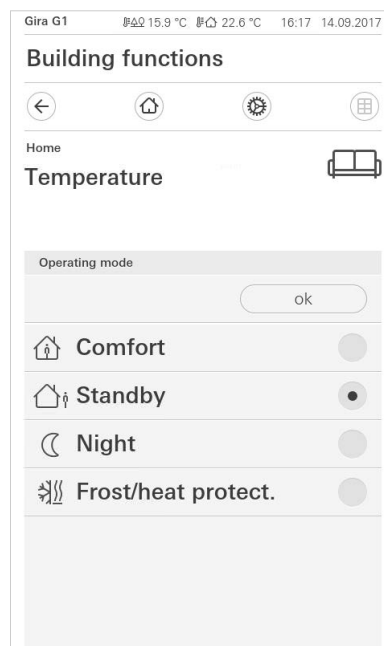 Gira G1 15.9 °C 22.6 °C 16:17 14.09.2017
Building functions
Home
Temperature
Operating mode
ok
Comfort
Standby
Night
Frost/heat protect.